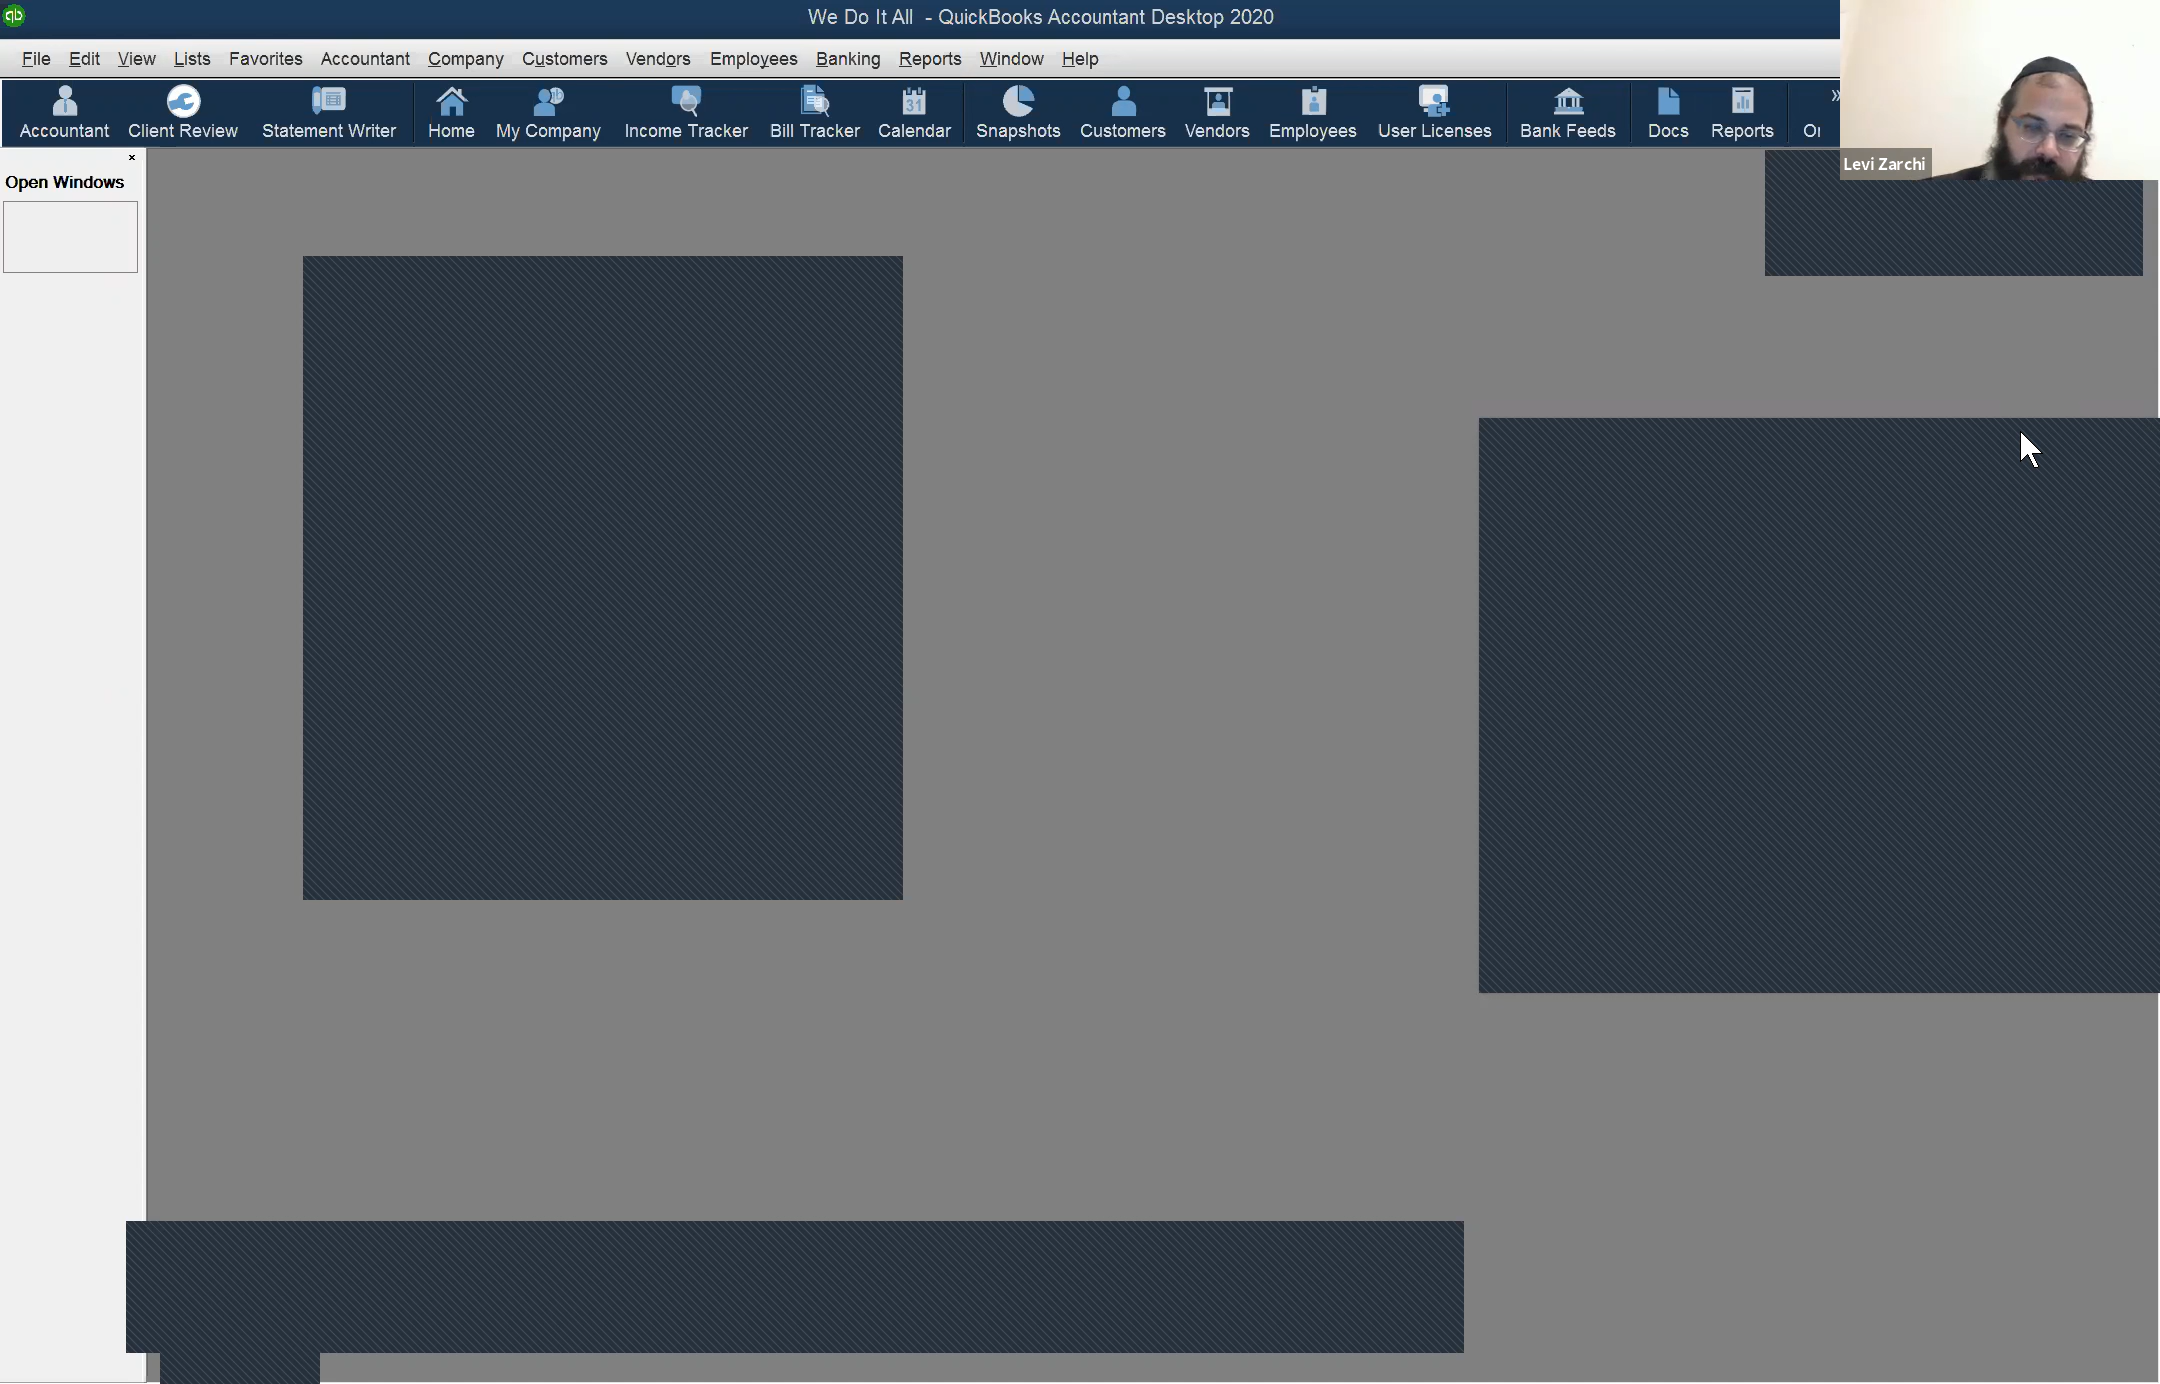 We Do It All - QuickBooks Accountant Desktop 2020
File Edit View Lists Favorites Accountant Company Customers Vendors Employees Banking Reports Window Help
Accountant Client Review Statement Writer Home My Company Income Tracker Bill Tracker Calendar Snapshots Customers Vendors Employees User Licenses Bank Feeds Docs Reports
31
Levi Zarchi
Open Windows